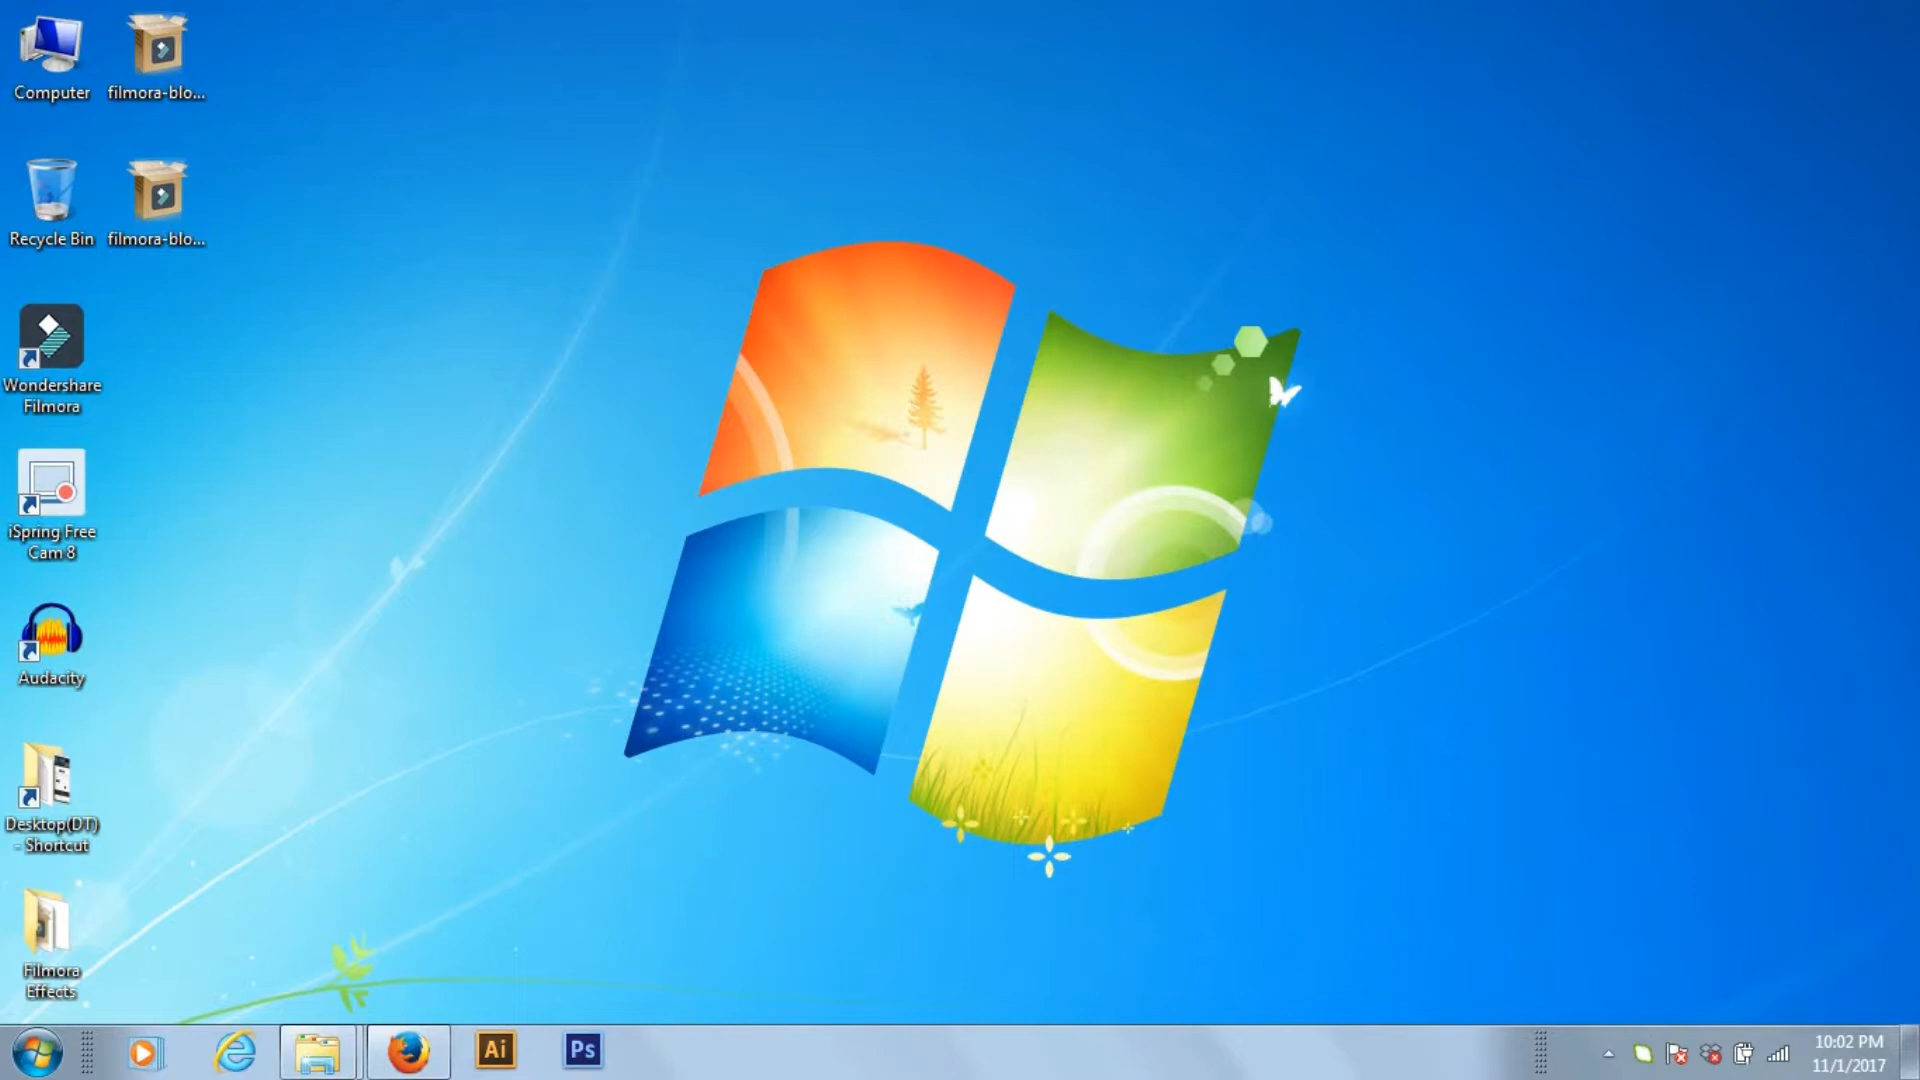 Computer
filmora-blo...
Recycle Bin
filmora-blo...
Wondershare
Filmora
iSpring Free
Cam 8
Audacity
Desktop(DT)
- Shortcut
Filmora
Effects
Ai
Ps
10:02 PM
11/1/2017